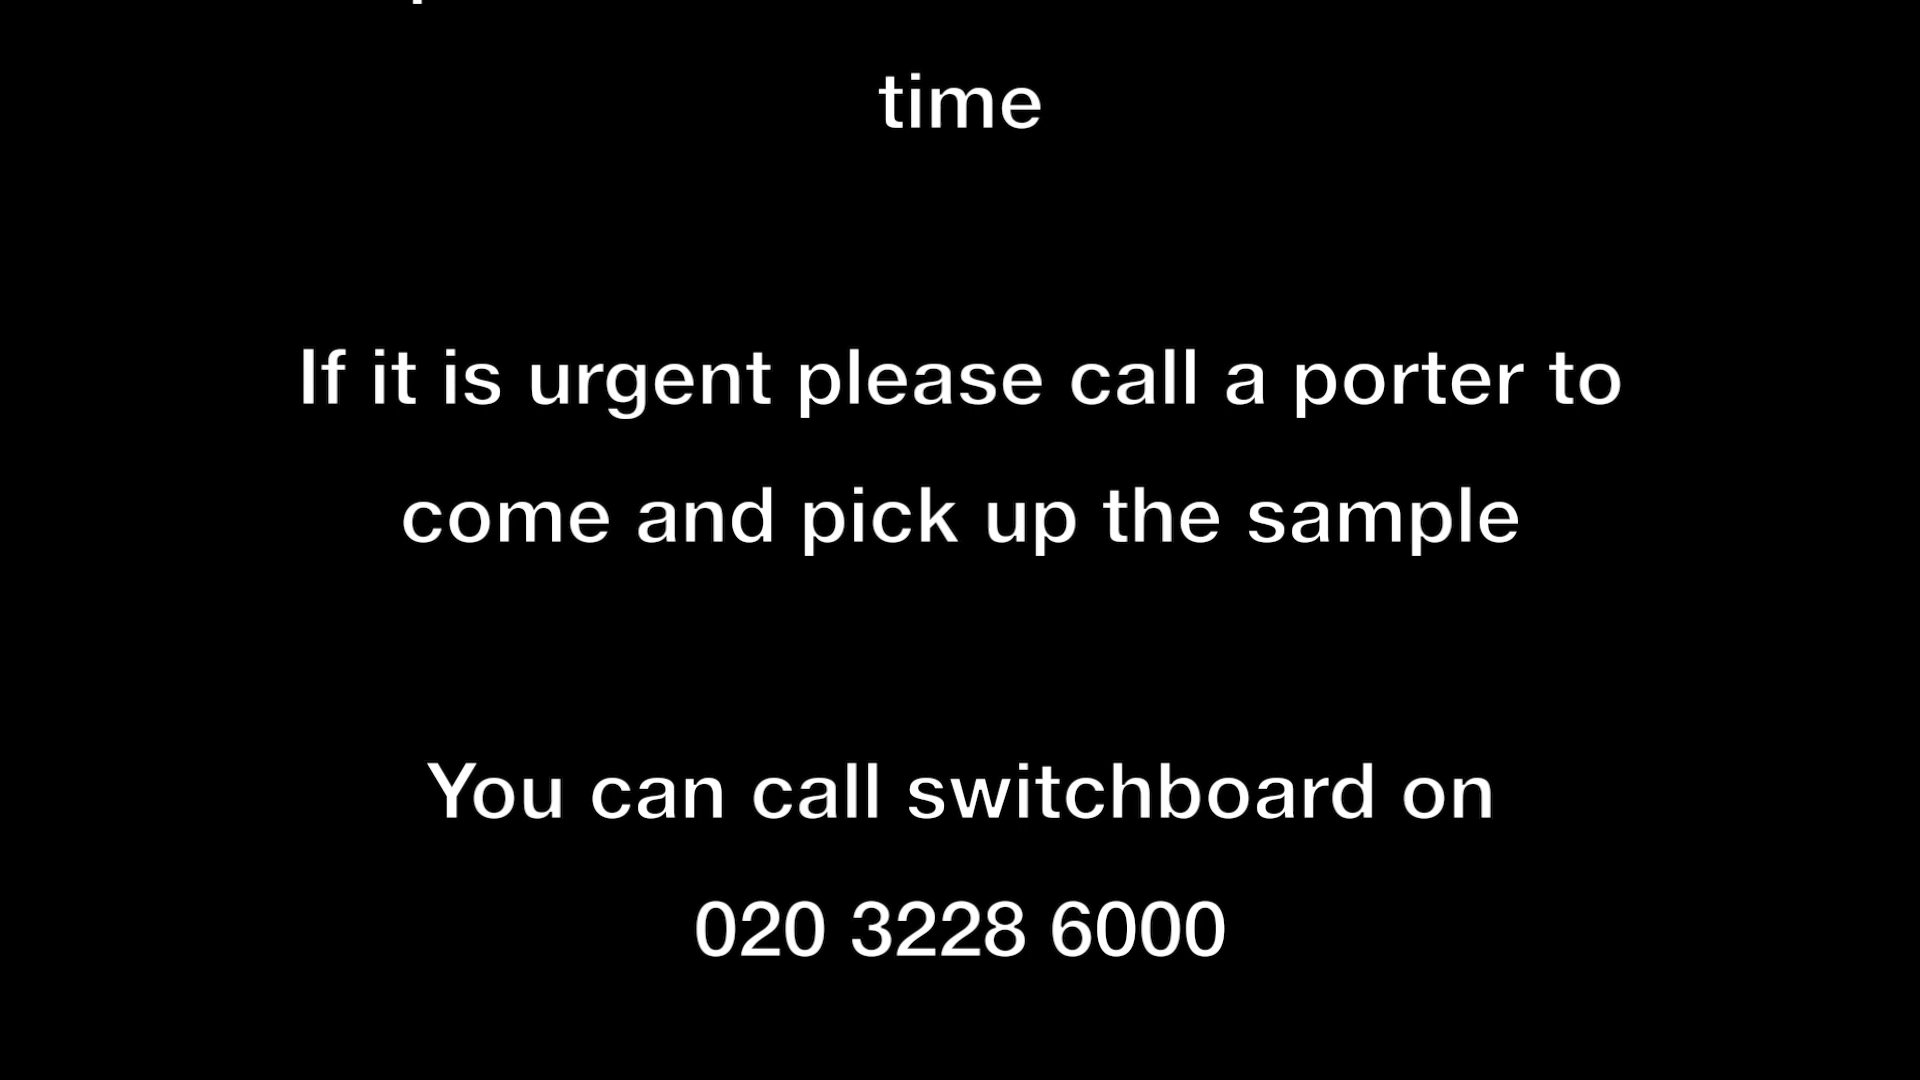 time
If it is urgent please call a porter to
come and pick up the sample
You can call switchboard on
020 3228 6000